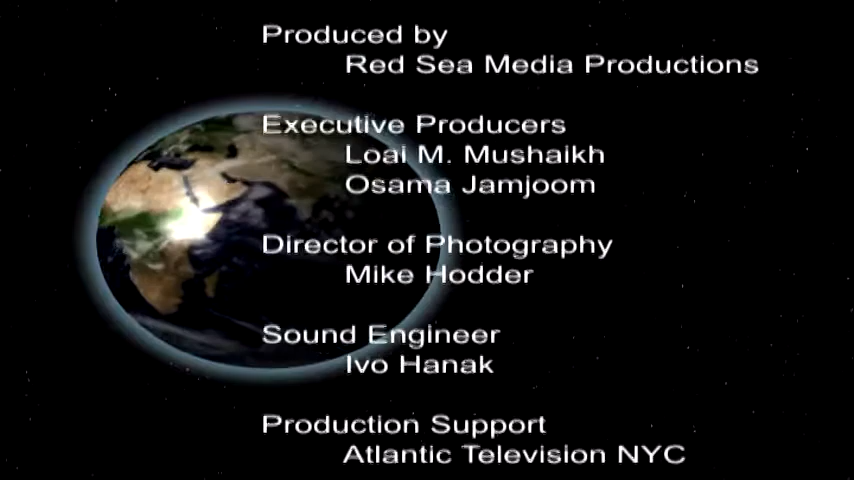 Produced by
Red Sea Media Productions
Executive Producers
Loai M. Mushaikh
Osama Jamjoom
Director of Photography
Mike Hodder
Sound Engineer
Ivo Hanak
Production Support
Atlantic Television NYC